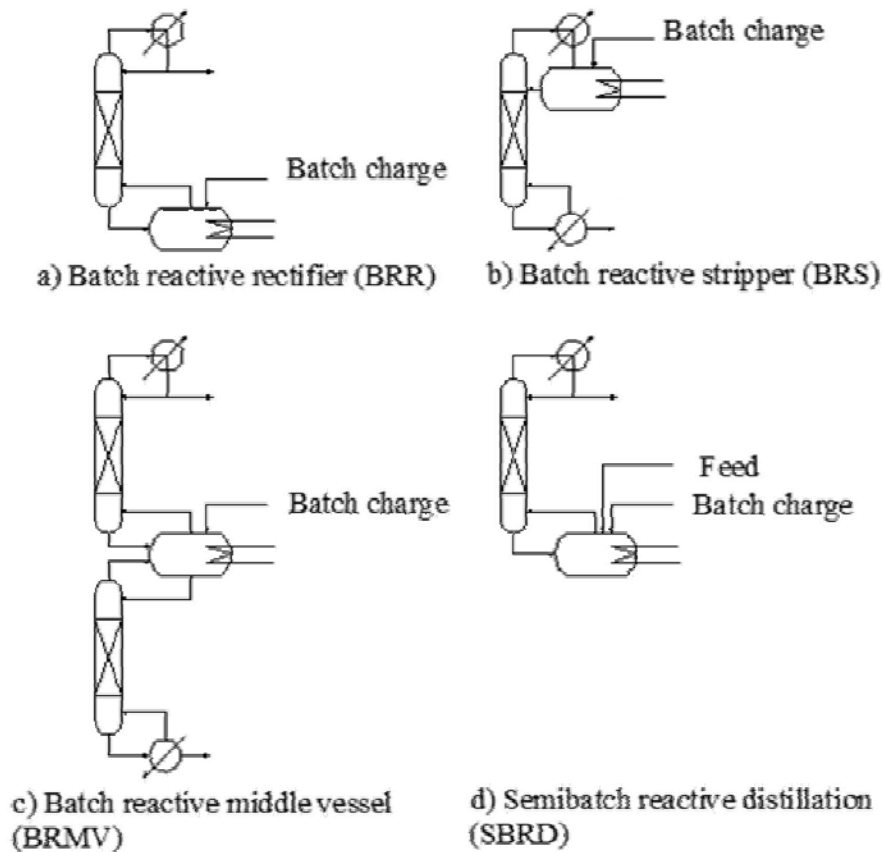 Batch charge
Batch charge
a) Batch reactive rectifier (BRR)
b) Batch reactive stripper (BRS)
Batch charge
Feed
Batch charge
c) Batch reactive middle vessel
(BRMV)
d) Semibatch reactive distillation
(SBRD)